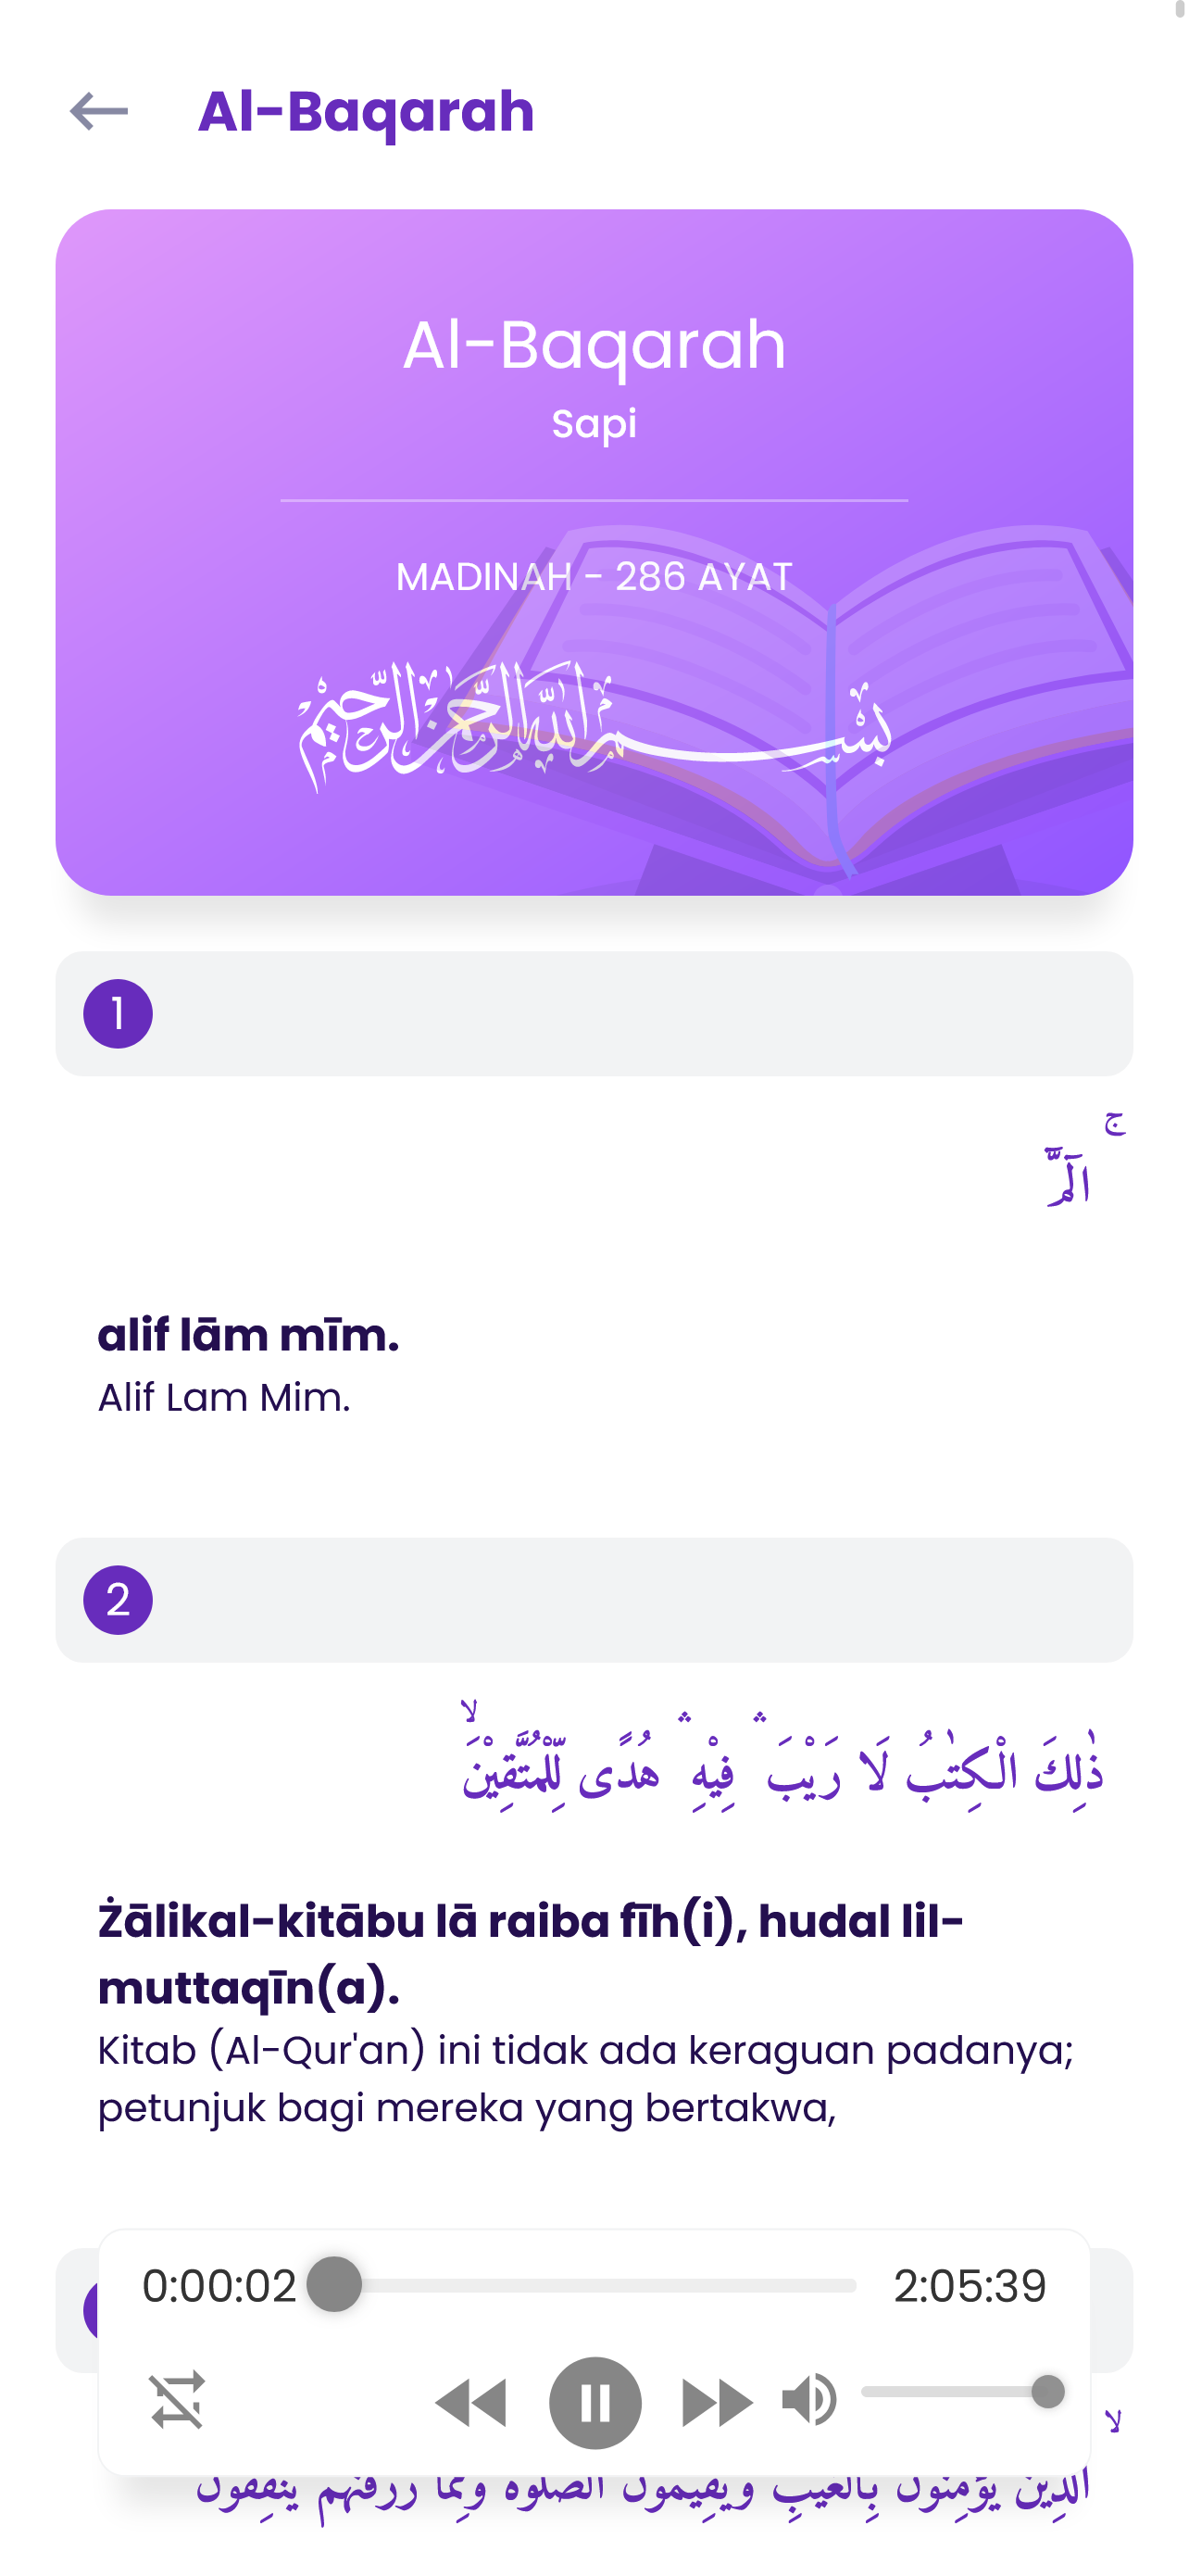 Al-Baqarah
Al-Baqarah
Sapi
MADINAH - 286 AYAT
بِسْمِ اللهِ الرَّحْمٰنِ الرَّحِيْمِ
1
الۤمّۤ ۚ
alif lām mīm.
Alif Lam Mim.
2
ذٰلِكَ الْكِتٰبُ لَا رَيْبَ ۛ فِيْهِ ۛ هُدًى لِّلْمُتَّقِيْنَۙ
Żālikal-kitābu lā raiba fīh(i), hudal lil-
muttaqīn(a).
Kitab (Al-Qur'an) ini tidak ada keraguan padanya;
petunjuk bagi mereka yang bertakwa,
0:00:02 2:05:39